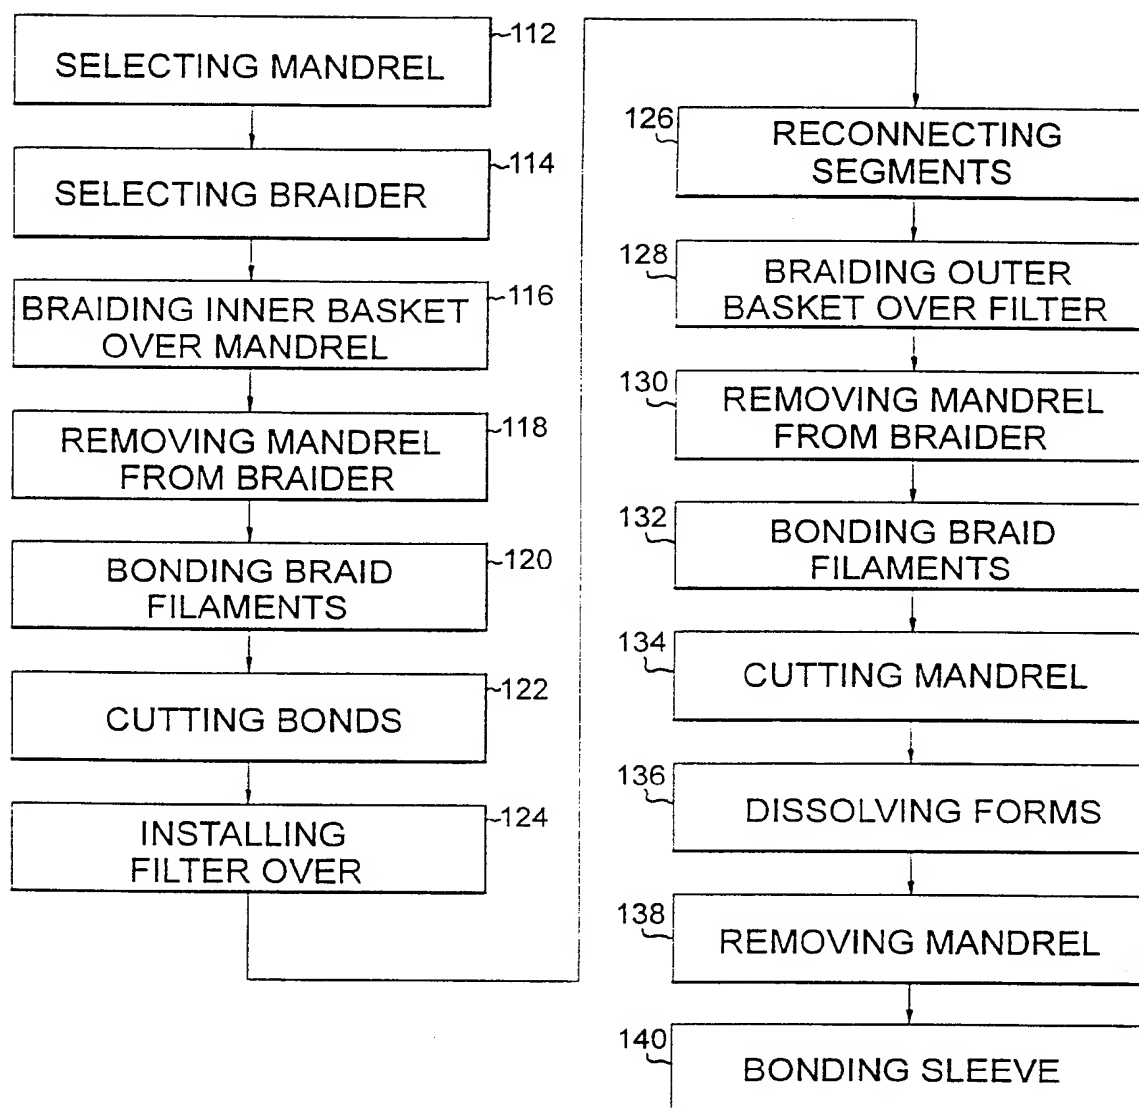 SELECTING MANDREL
112
SELECTING BRAIDER
114
BRAIDING INNER BASKET
OVER MANDREL
116
REMOVING MANDREL
FROM BRAIDER
118
BONDING BRAID
FILAMENTS
120
CUTTING BONDS
122
INSTALLING
FILTER OVER
124
126
RECONNECTING
SEGMENTS
128
BRAIDING OUTER
BASKET OVER FILTER
130
REMOVING MANDREL
FROM BRAIDER
132
BONDING BRAID
FILAMENTS
134
CUTTING MANDREL
136
DISSOLVING FORMS
138
REMOVING MANDREL
140
BONDING SLEEVE